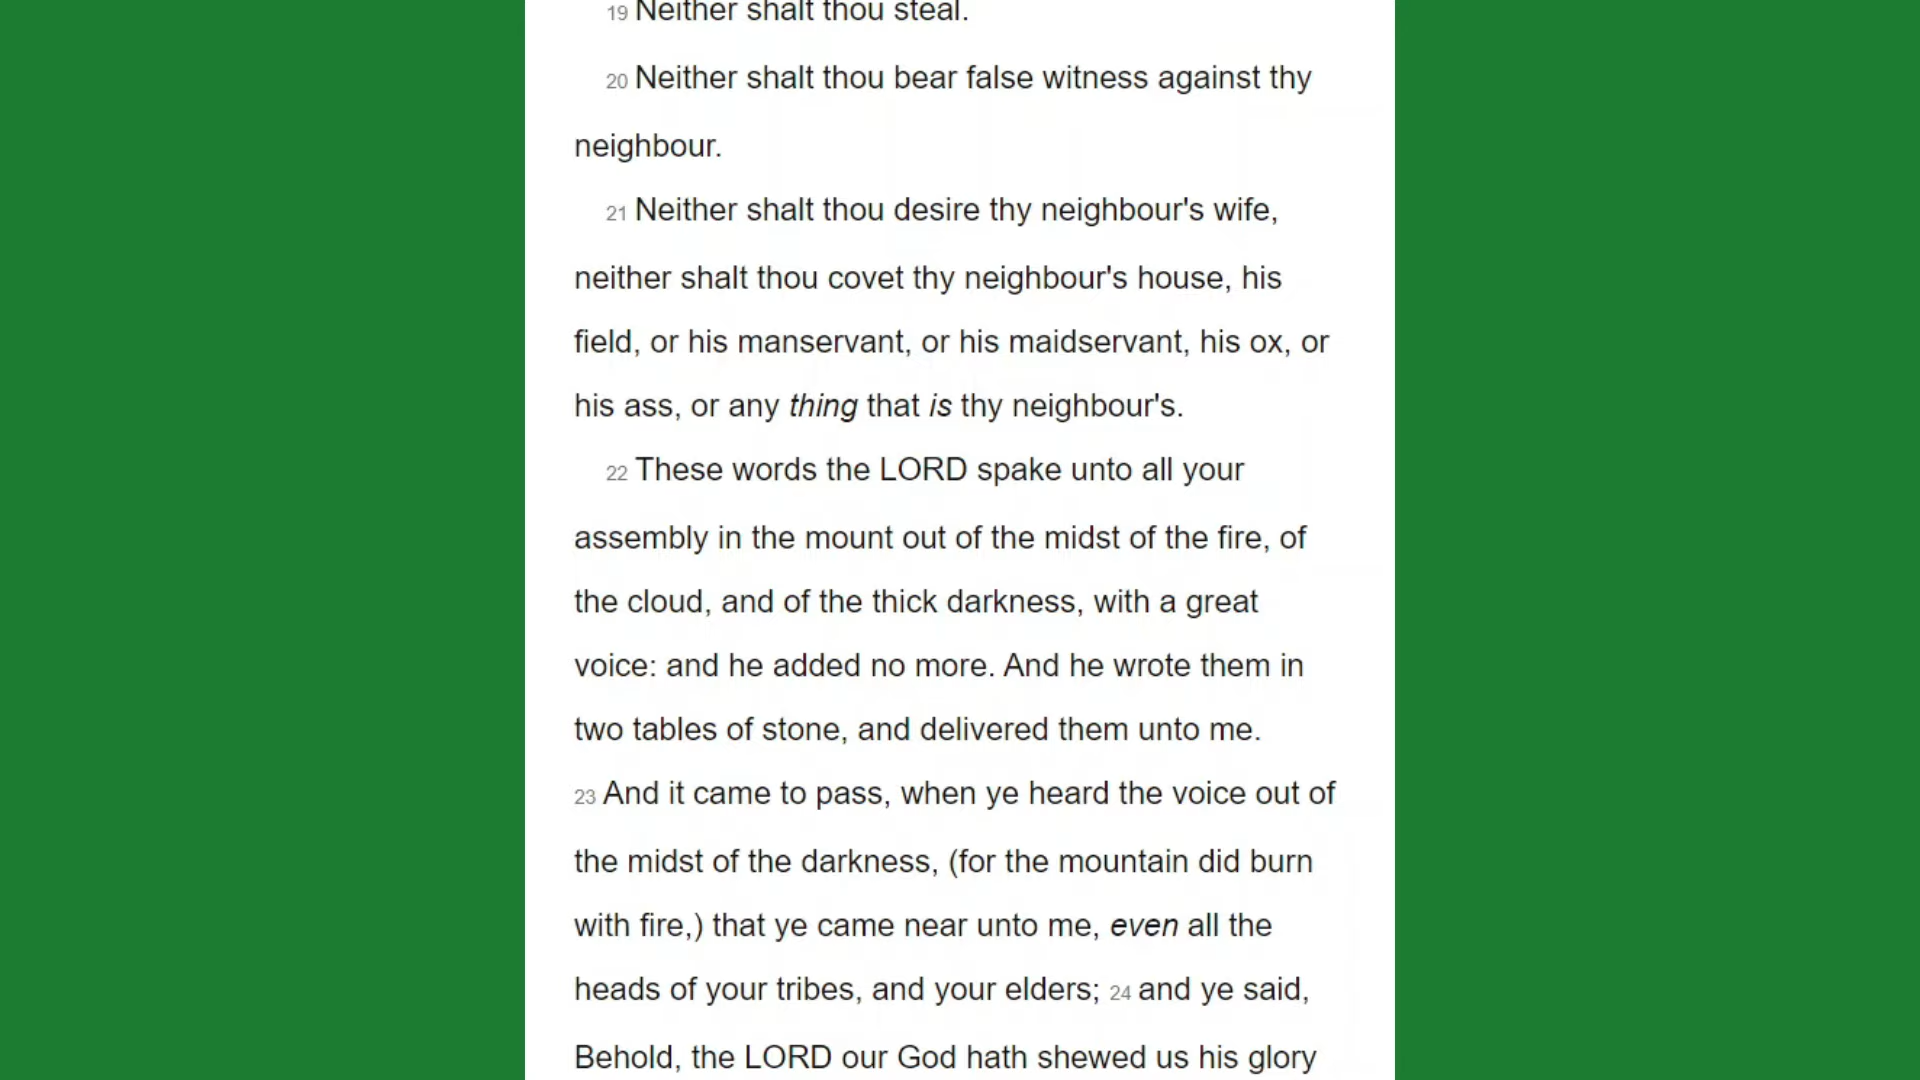 19 Neither shalt thou steal.
20 Neither shalt thou bear false witness against thy
neighbour.
21 Neither shalt thou desire thy neighbour's wife,
neither shalt thou covet thy neighbour's house, his
field, or his manservant, or his maidservant, his ox, or
his ass, or any thing that is thy neighbour's.
22 These words the LORD spake unto all your
assembly in the mount out of the midst of the fire, of
the cloud, and of the thick darkness, with a great
voice: and he added no more. And he wrote them in
two tables of stone, and delivered them unto me.
23 And it came to pass, when ye heard the voice out of
the midst of the darkness, (for the mountain did burn
with fire,) that ye came near unto me, even all the
heads of your tribes, and your elders; 24 and ye said,
Behold, the LORD our God hath shewed us his glory